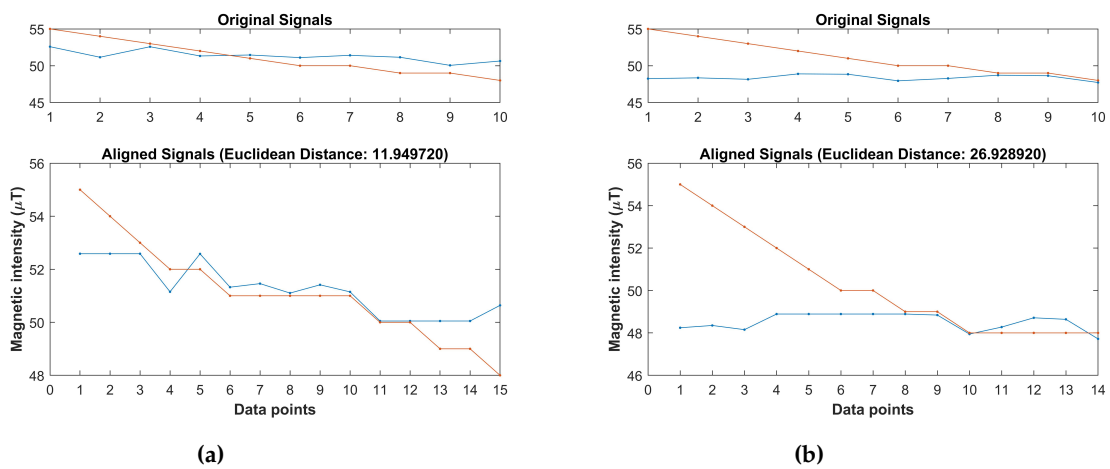 Original Signals
55
50
45
1 2 3 4 5 6 7 8 9 10
Aligned Signals (Euclidean Distance: 11.949720)
56
54
52
50
48
Magnetic intensity (μT)
0 1 2 3 4 5 6 7 8 9 10 11 12 13 14 15
Data points
(a)
Original Signals
55
50
45
1 2 3 4 5 6 7 8 9 10
Aligned Signals (Euclidean Distance: 26.928920)
56
54
52
50
48
46
Magnetic intensity (μT)
0 1 2 3 4 5 6 7 8 9 10 11 12 13 14
Data points
(b)